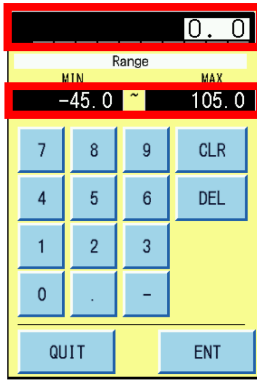 0. 0
Range
MIN MAX
-45. 0 ~ 105. 0
7 8 9 CLR
4 5 6 DEL
1 2 3
0 . -
QUIT ENT